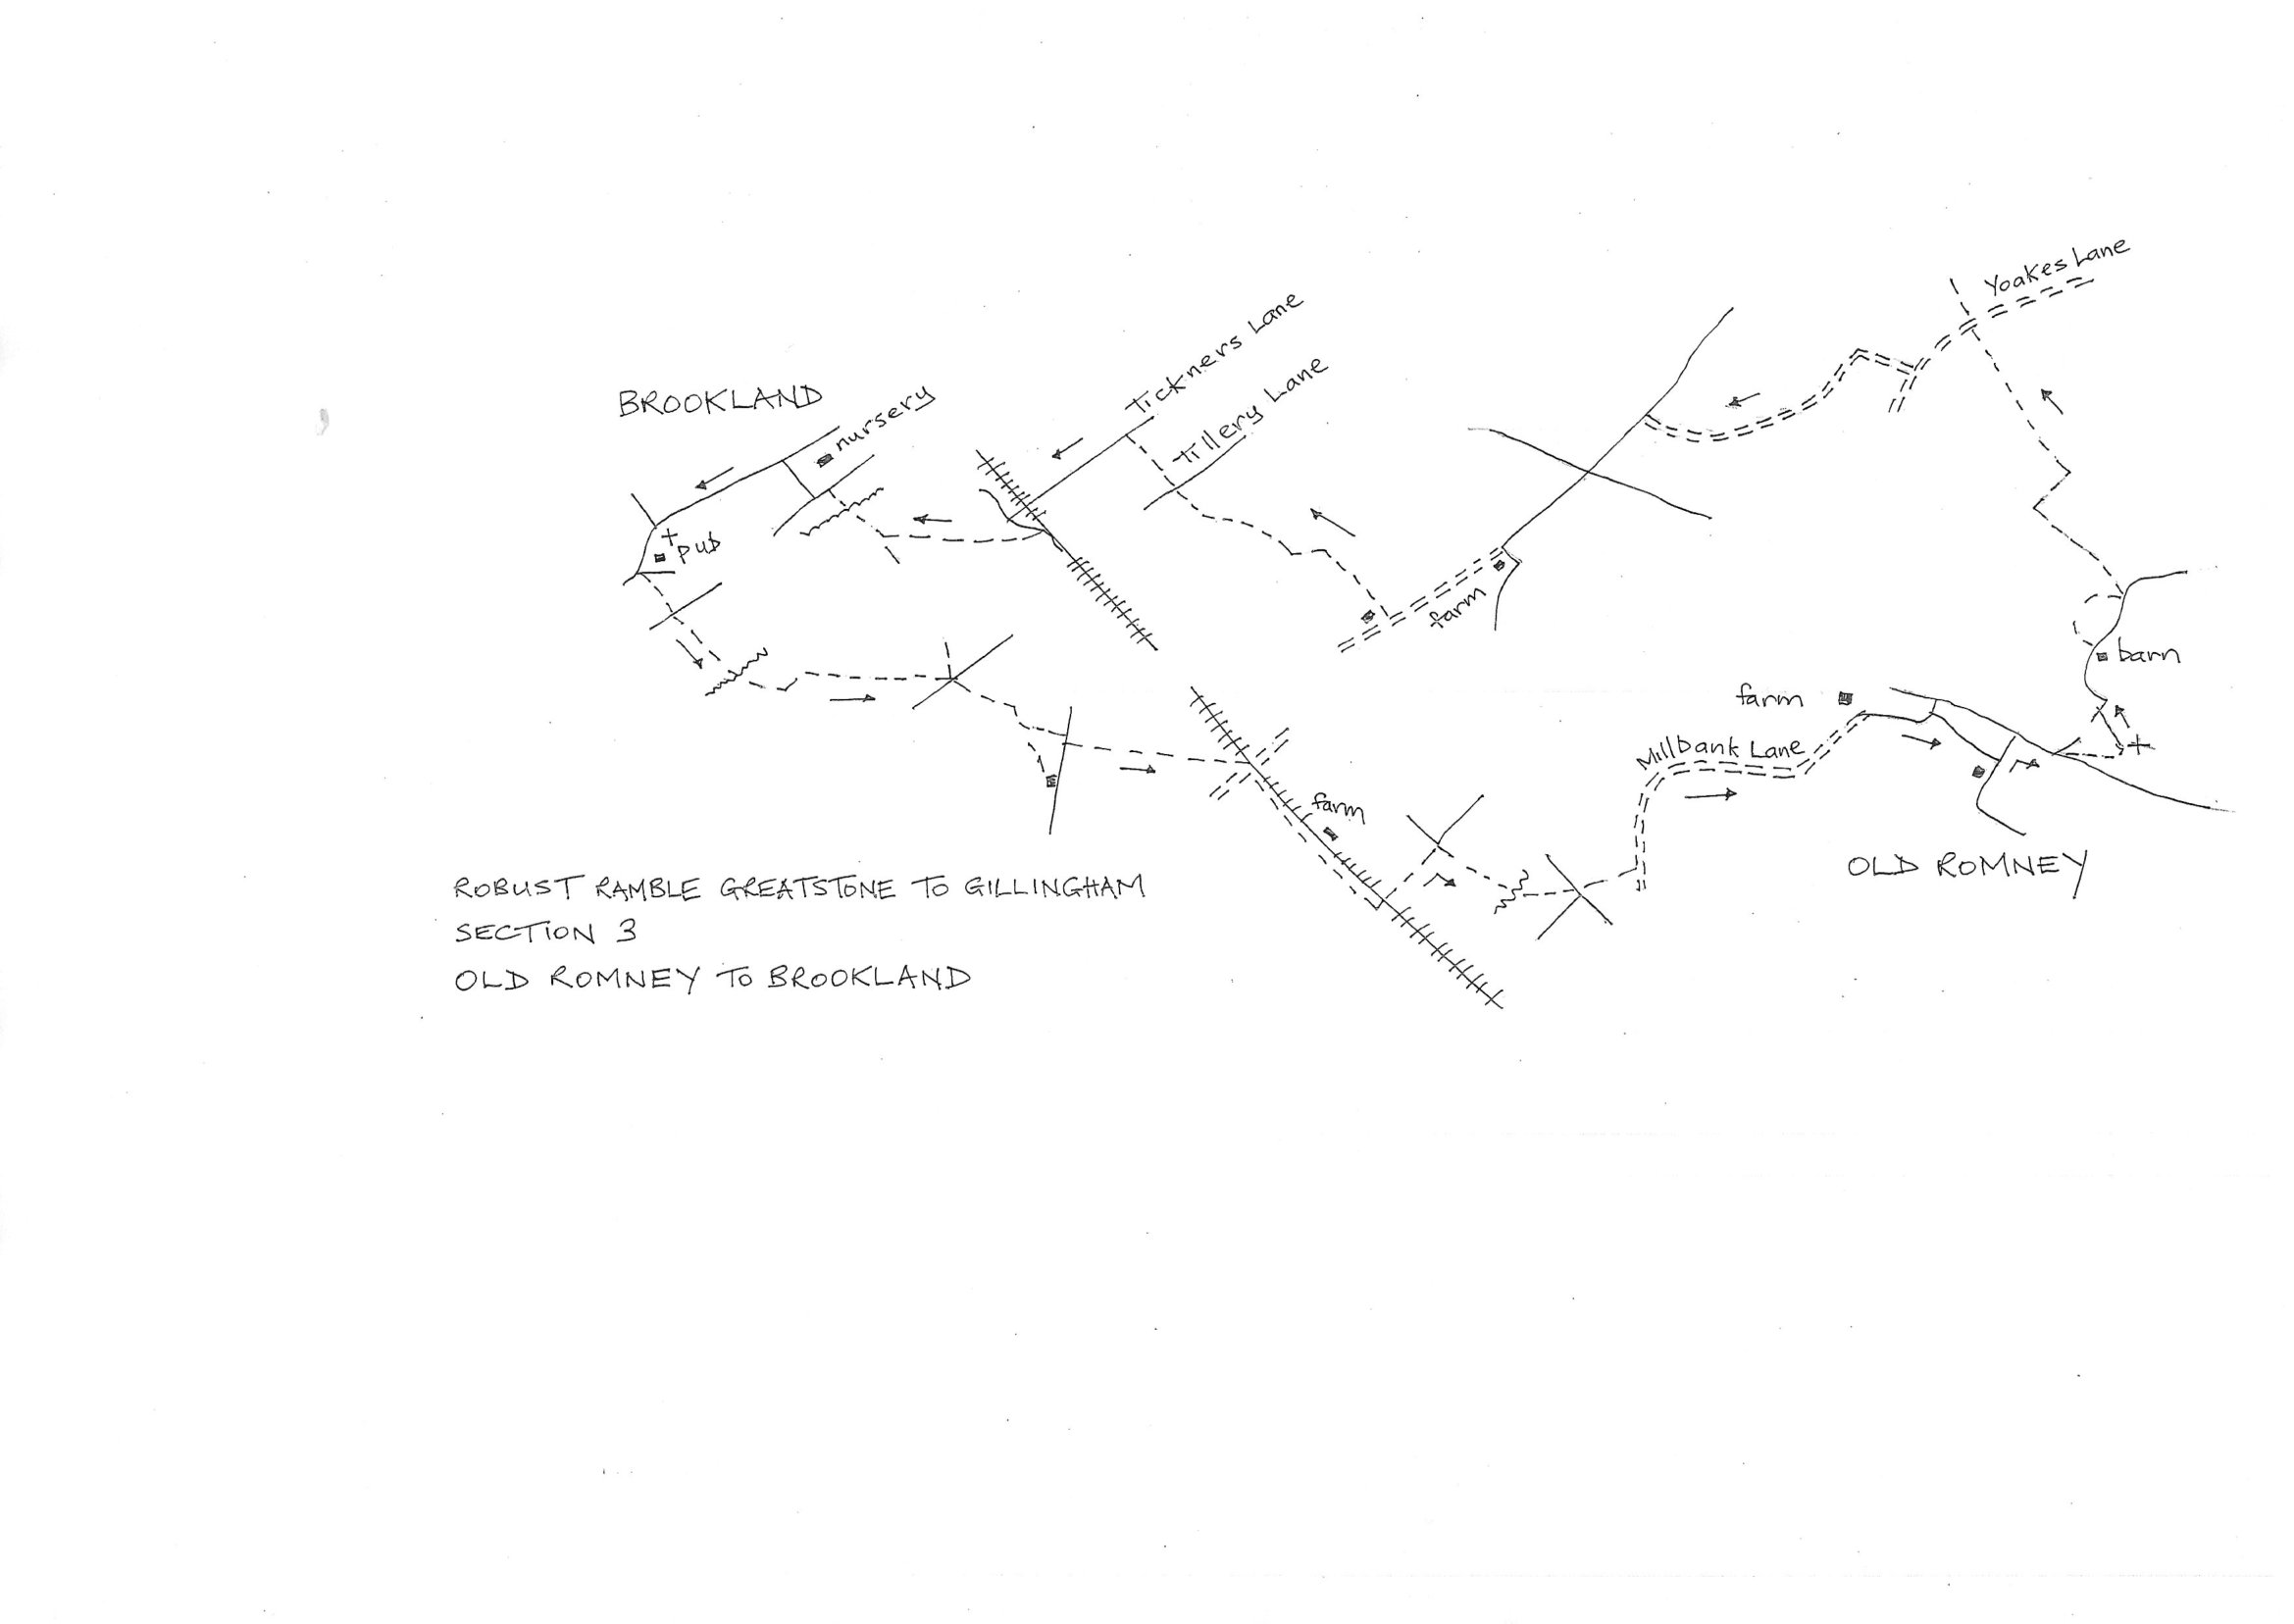 Yoakes Lane
Tickners Lane
Tillery Lane
BROOKLAND
nursery
pub
farm
barn
farm
Millbank Lane
farm
OLD ROMNEY
ROBUST RAMBLE GREATSTONE TO GILLINGHAM
SECTION 3
OLD ROMNEY TO BROOKLAND